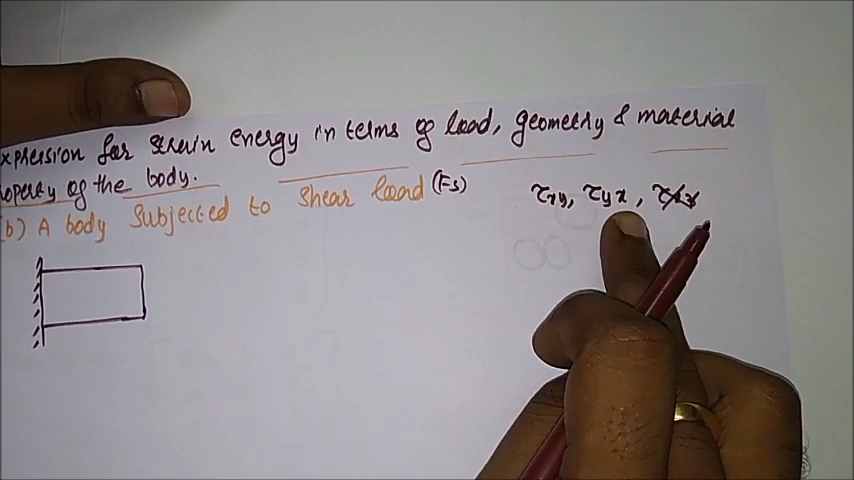 xpression for strain energy in terms of load, geometry & material
operty of the body.
(b) A body subjected to shear load (Fs)
τxy, τyx,